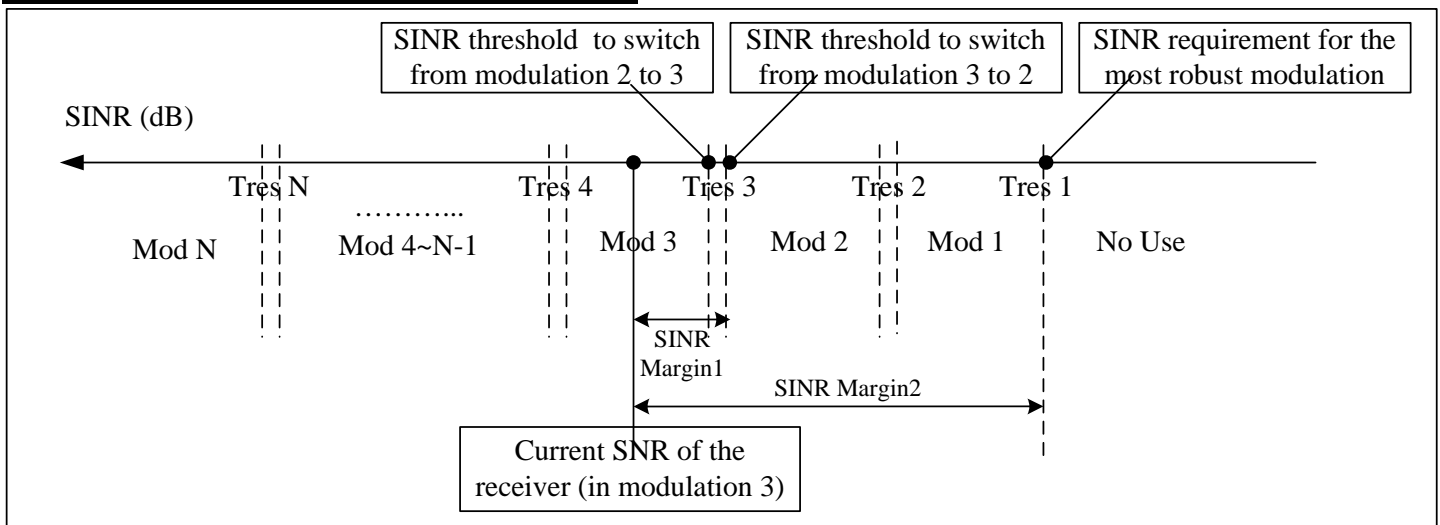 SINR threshold to switch
from modulation 2 to 3
SINR threshold to switch
from modulation 3 to 2
SINR requirement for the
most robust modulation
SINR (dB)
Tres N
Tres 4
Tres 3
Tres 2
Tres 1
Mod N
………...
Mod 4~N-1
Mod 3
Mod 2
Mod 1
No Use
SINR
Margin1
SINR Margin2
Current SNR of the
receiver (in modulation 3)